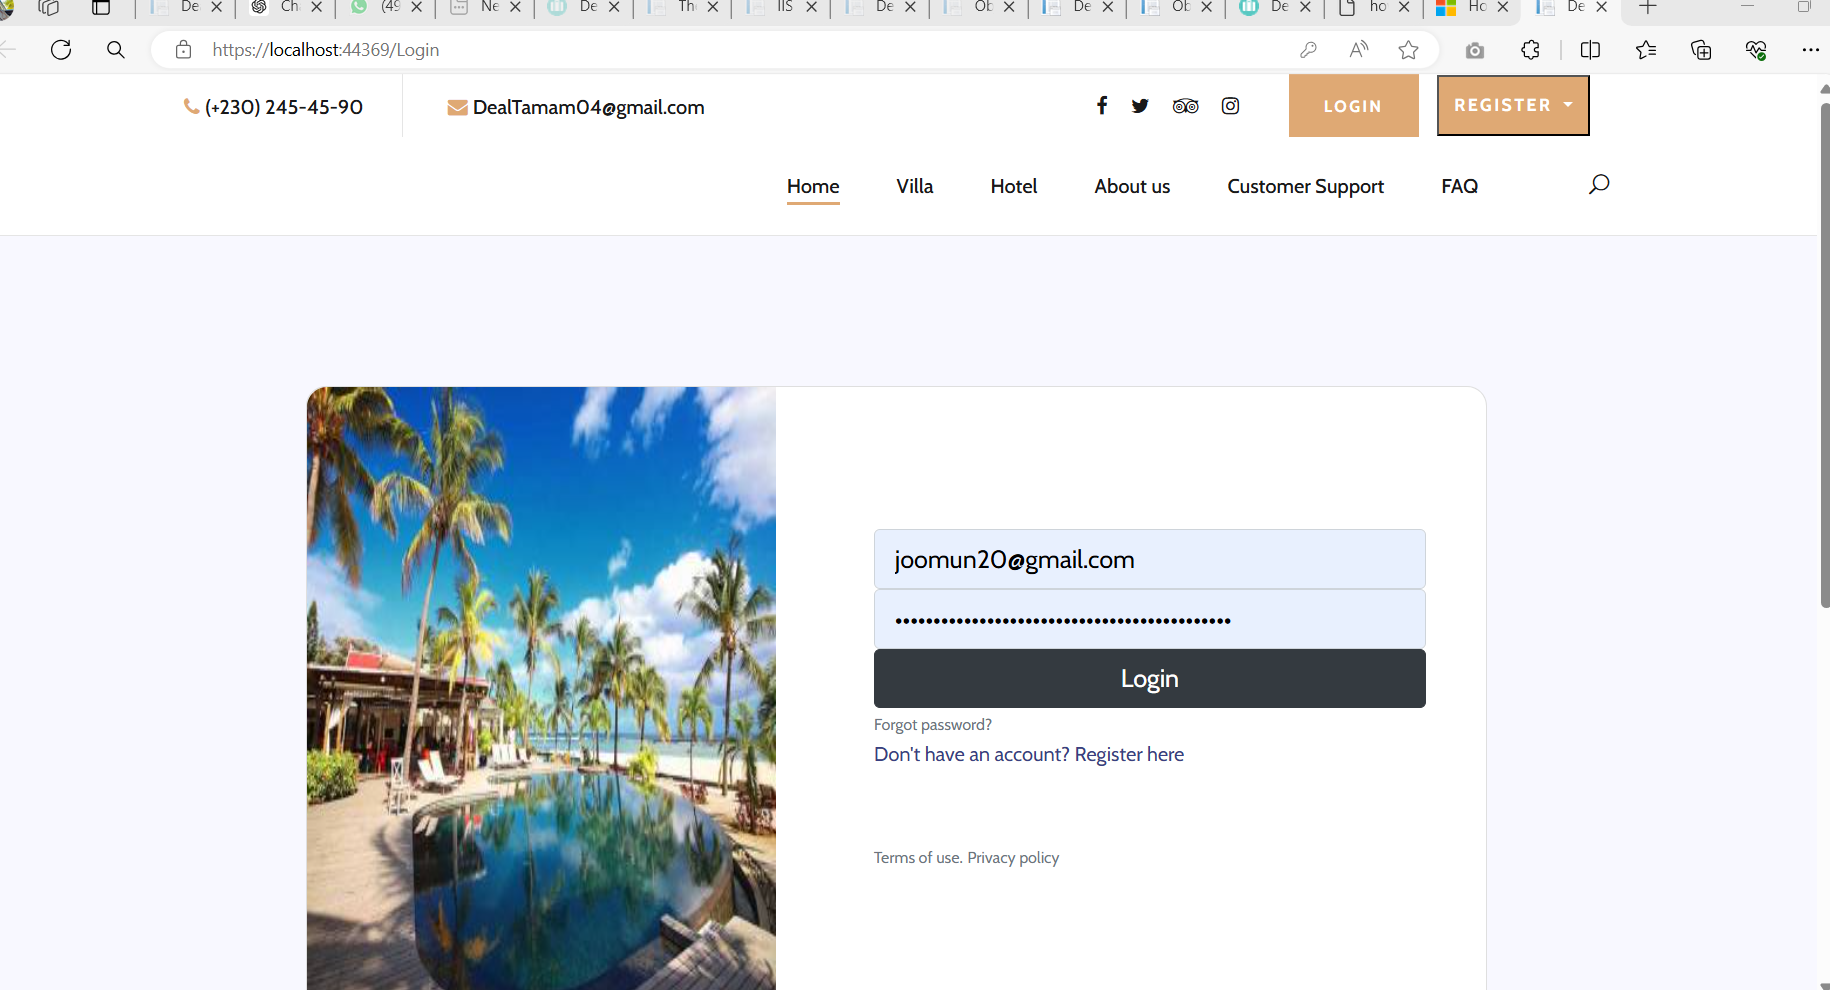 De
Ch
(49
Ne
De
Th
IIS
De
Ob
De
Ob
De
ho
Ho
De
https://localhost:44369/Login
(+230) 245-45-90
DealTamam04@gmail.com
LOGIN
REGISTER
Home
Villa
Hotel
About us
Customer Support
FAQ
joomun20@gmail.com
Login
Forgot password?
Don't have an account? Register here
Terms of use. Privacy policy